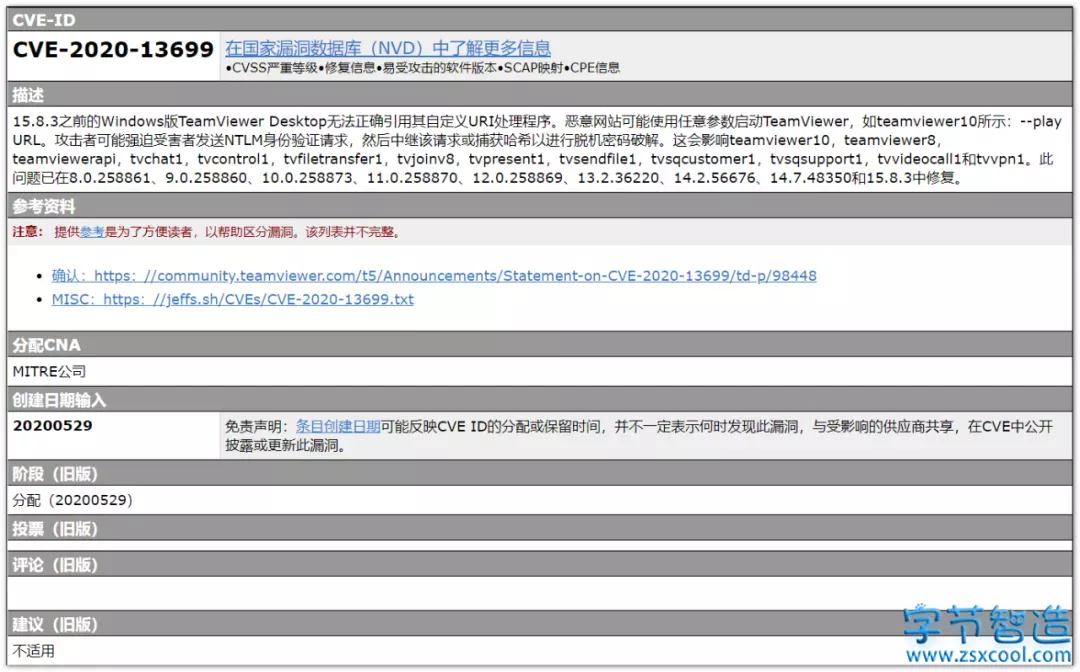 CVE-ID
CVE-2020-13699 在国家漏洞数据库（NVD）中了解更多信息
•CVSS严重等级•修复信息•易受攻击的软件版本•SCAP映射•CPE信息
描述
15.8.3之前的Windows版TeamViewer Desktop无法正确引用其自定义URI处理程序。恶意网站可能使用任意参数启动TeamViewer，如teamviewer10所示：--play
URL。攻击者可能强迫受害者发送NTLM身份验证请求，然后中继该请求或捕获哈希以进行脱机密码破解。这会影响teamviewer10，teamviewer8，
teamviewerapi，tvchat1，tvcontrol1，tvfiletransfer1，tvjoinv8，tvpresent1，tvsendfile1，tvsqcustomer1，tvsqsupport1，tvvideocall1和tvvpn1。此
问题已在8.0.258861、9.0.258860、10.0.258873、11.0.258870、12.0.258869、13.2.36220、14.2.56676、14.7.48350和15.8.3中修复。
参考资料
注意： 提供参考是为了方便读者，以帮助区分漏洞。该列表并不完整。
• 确认：https：//community.teamviewer.com/t5/Announcements/Statement-on-CVE-2020-13699/td-p/98448
• MISC：https：//jeffs.sh/CVEs/CVE-2020-13699.txt
分配CNA
MITRE公司
创建日期输入
20200529 免责声明：条目创建日期可能反映CVE ID的分配或保留时间，并不一定表示何时发现此漏洞，与受影响的供应商共享，在CVE中公开
披露或更新此漏洞。
阶段（旧版）
分配（20200529）
投票（旧版）
评论（旧版）
建议（旧版）
不适用
字节智造
www.zsxcool.com